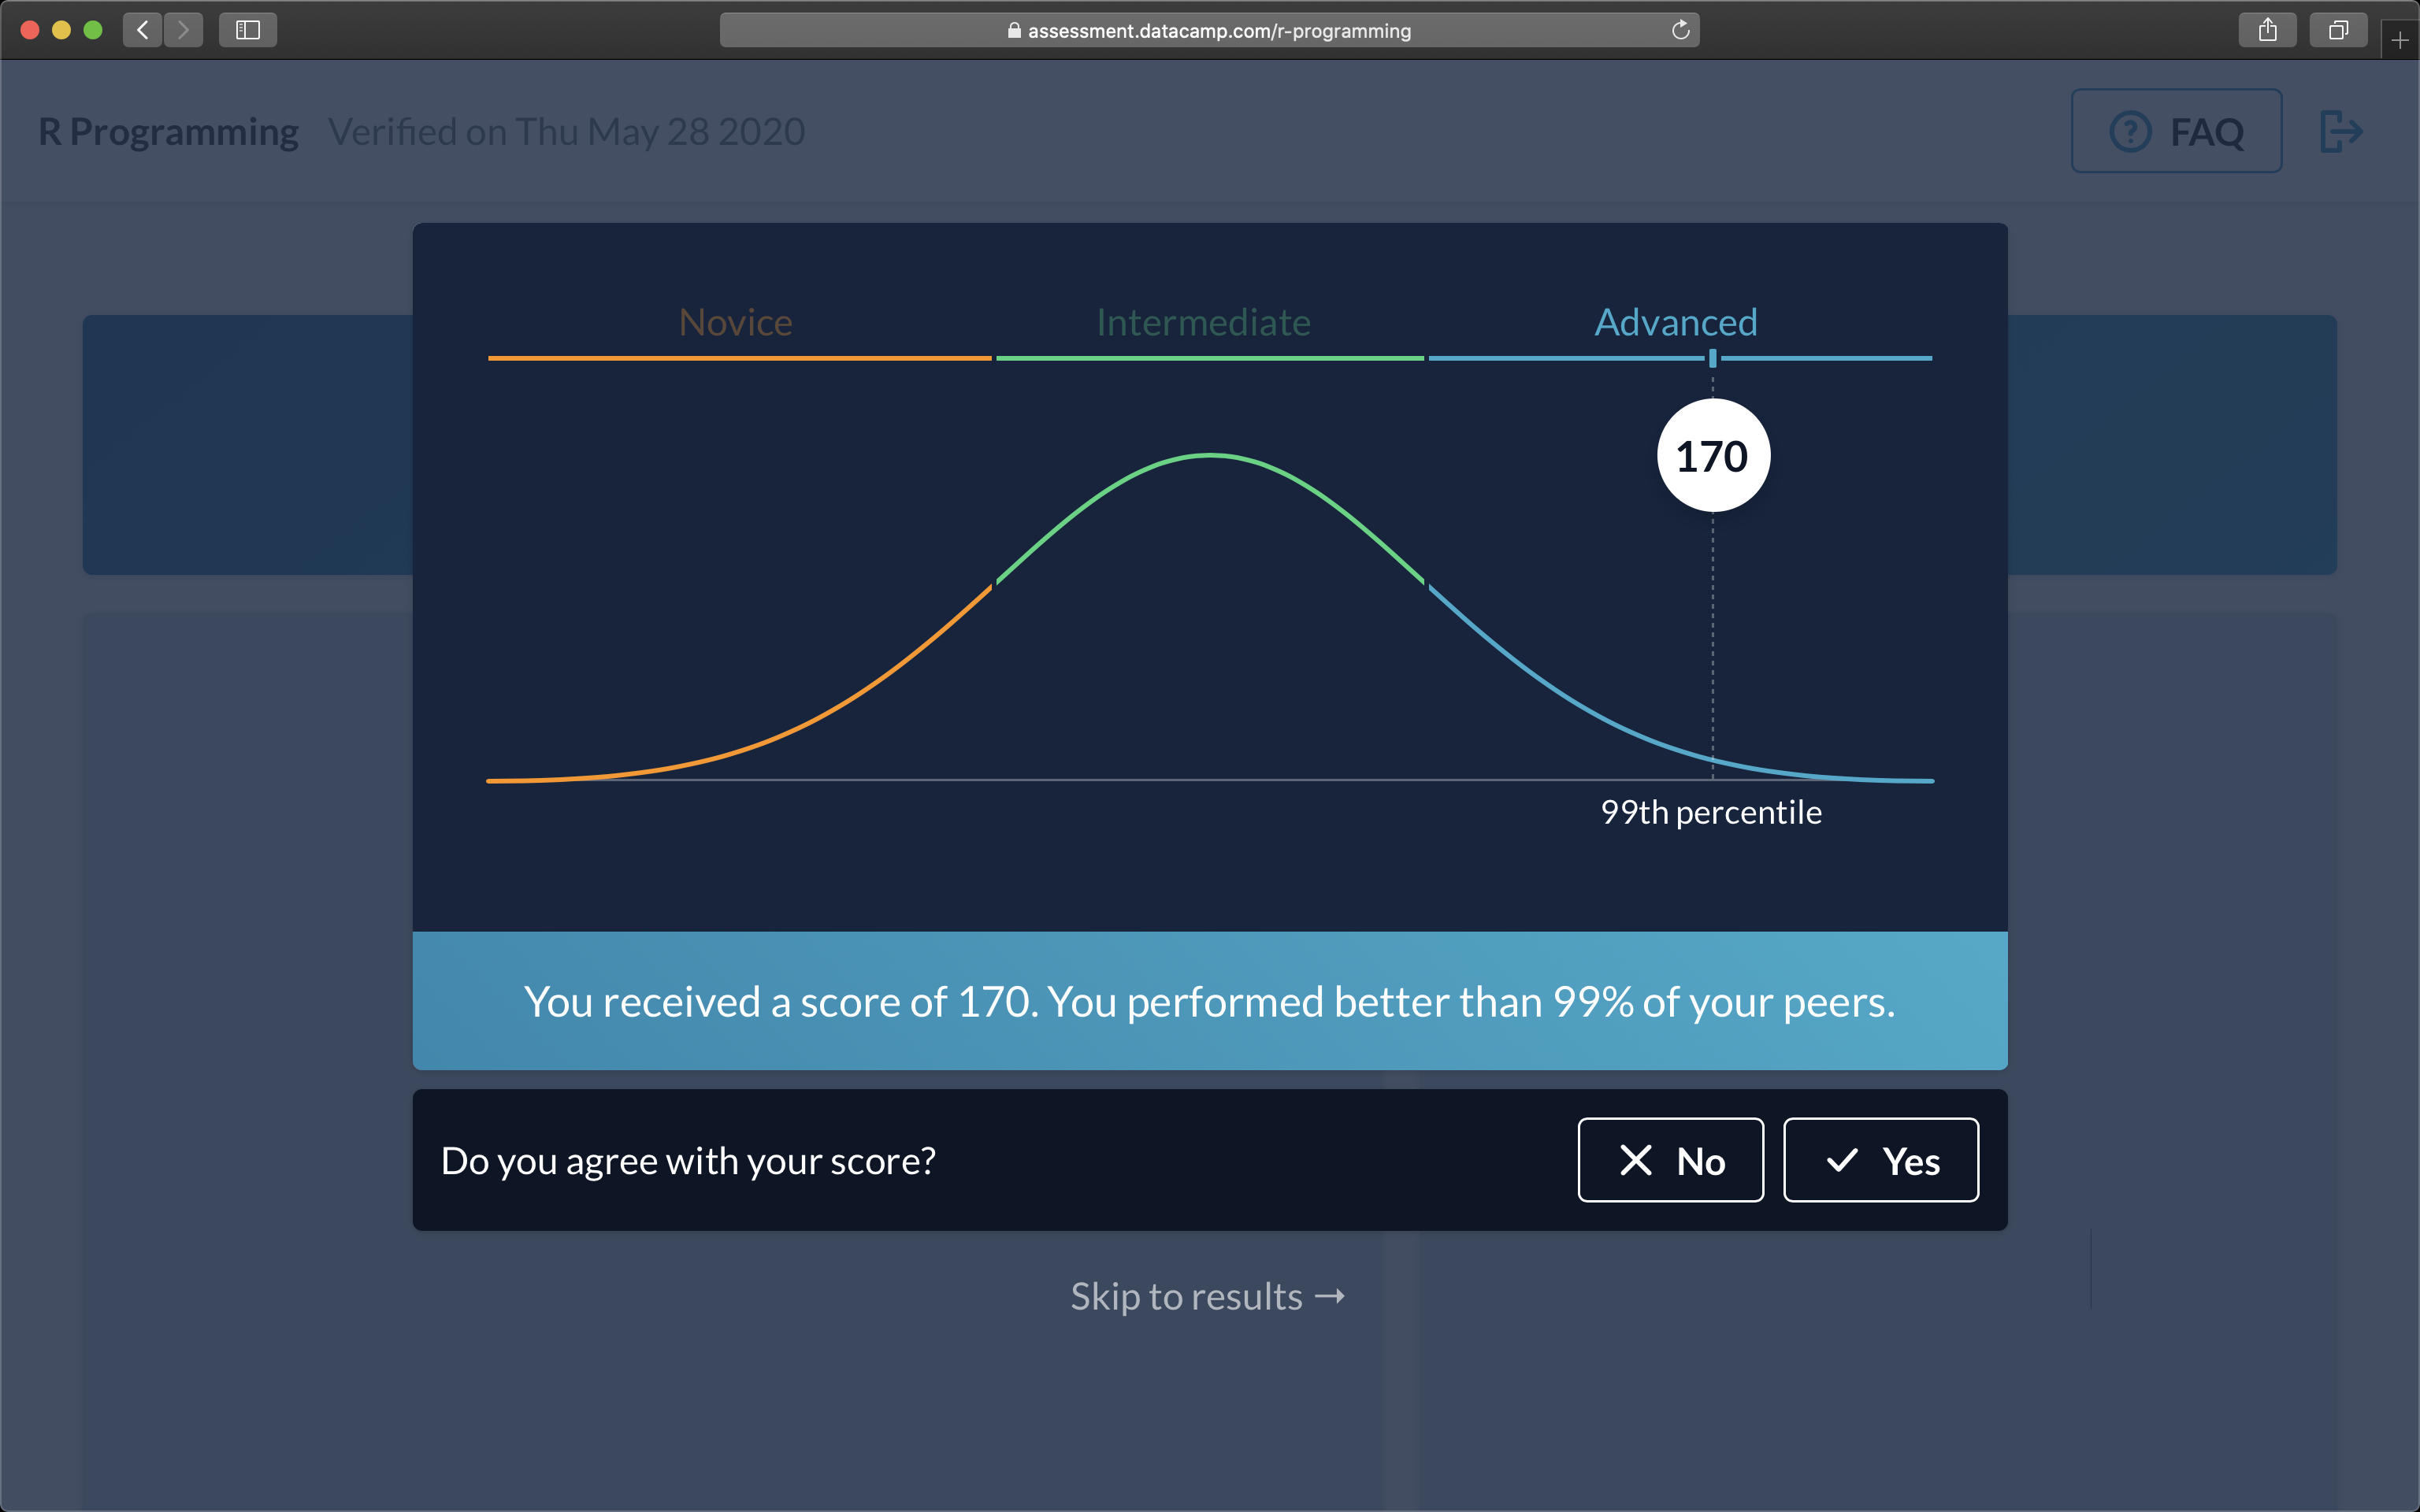 assessment.datacamp.com/r-programming
R Programming Verified on Thu May 28 2020
FAQ
Novice Intermediate Advanced
170
99th percentile
You received a score of 170. You performed better than 99% of your peers.
Do you agree with your score?
No Yes
Skip to results →